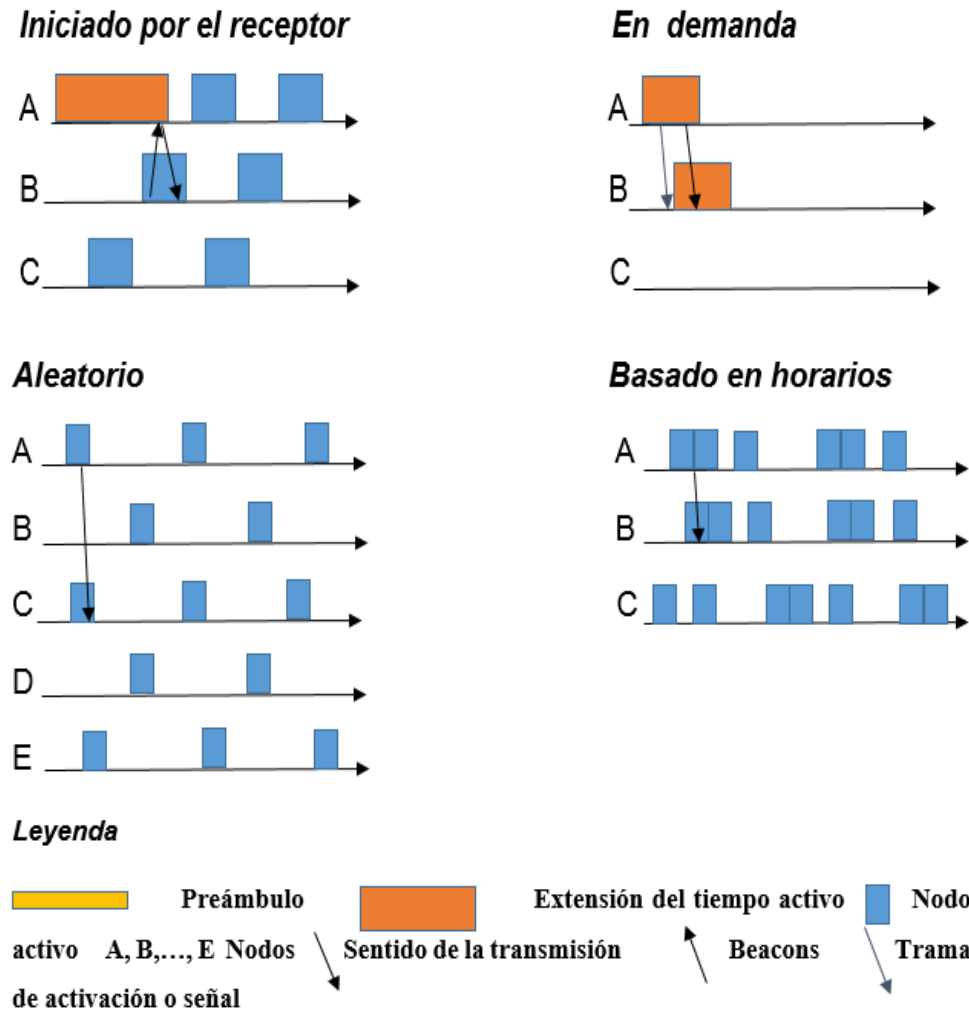 Iniciado por el receptor
En demanda
A
B
C
A
B
C
Aleatorio
Basado en horarios
A
B
C
D
E
A
B
C
Leyenda
Preámbulo Extensión del tiempo activo Nodo
activo A, B,..., E Nodos Sentido de la transmisión Beacons Trama
de activación o señal